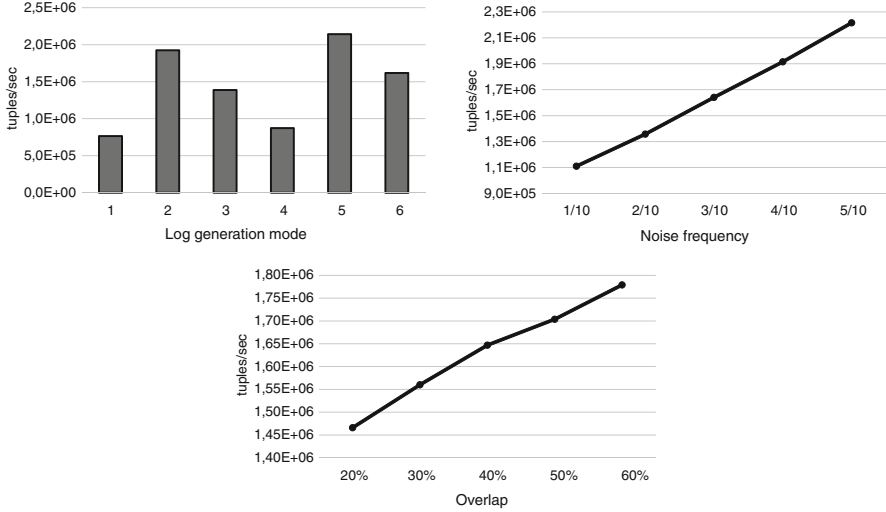 2,5E+06
2,0E+06
1,5E+06
1,0E+06
5,0E+05
0,0E+00
tuples/sec
1 2 3 4 5 6
Log generation mode
2,3E+06
2,1E+06
1,9E+06
1,7E+06
1,5E+06
1,3E+06
1,1E+06
9,0E+05
tuples/sec
1/10 2/10 3/10 4/10 5/10
Noise frequency
1,80E+06
1,75E+06
1,70E+06
1,65E+06
1,60E+06
1,55E+06
1,50E+06
1,45E+06
1,40E+06
tuples/sec
20% 30% 40% 50% 60%
Overlap